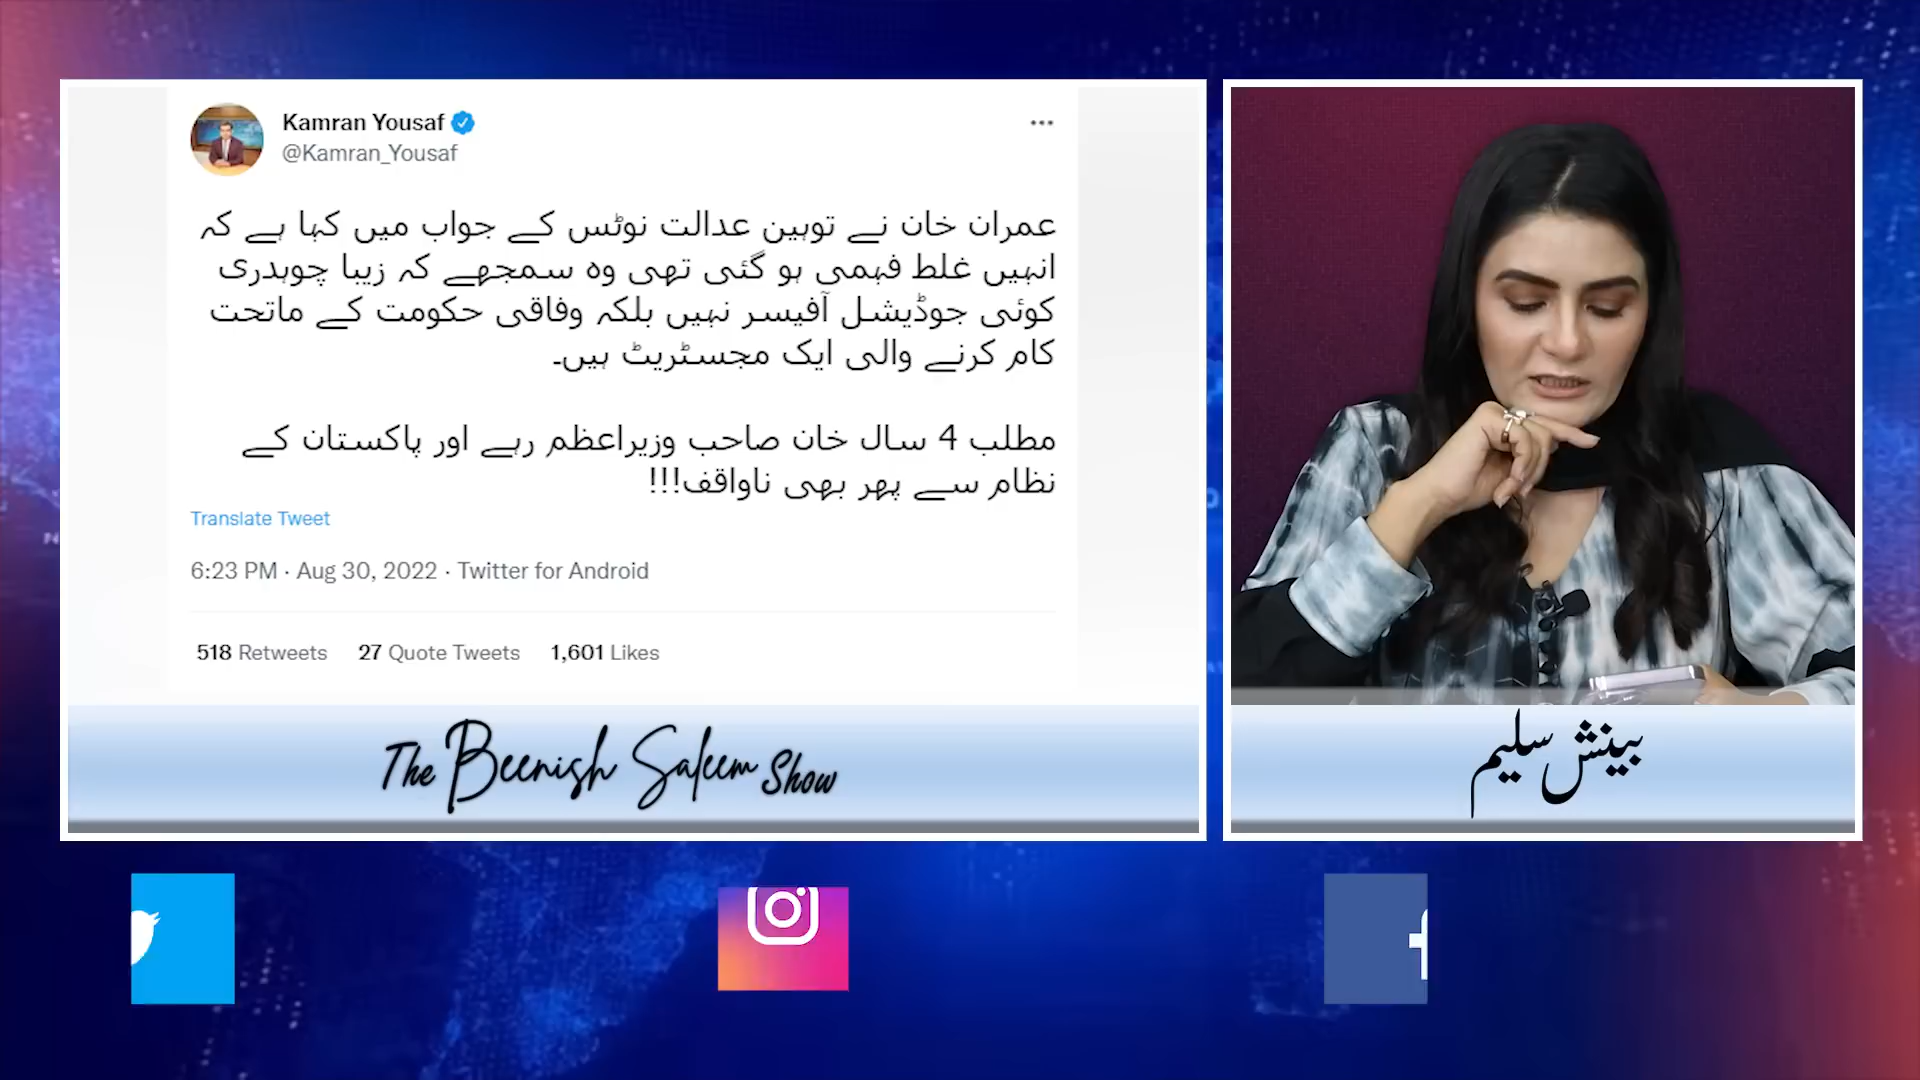 Kamran Yousaf
@Kamran_Yousaf
عمران خان نے توہین عدالت نوٹس کے جواب میں کہا ہے کہ
انہیں غلط فہمی ہو گئی تھی وہ سمجھے کہ زیبا چوہدری
کوئی جوڈیشل آفیسر نہیں بلکہ وفاقی حکومت کے ماتحت
کام کرنے والی ایک مجسٹریٹ ہیں۔
مطلب 4 سال خان صاحب وزیراعظم رہے اور پاکستان کے
نظام سے پھر بھی ناواقف!!!
Translate Tweet
6:23 PM · Aug 30, 2022 · Twitter for Android
518 Retweets 27 Quote Tweets 1,601 Likes
The Beenish Saleem Show
بینش سلیم